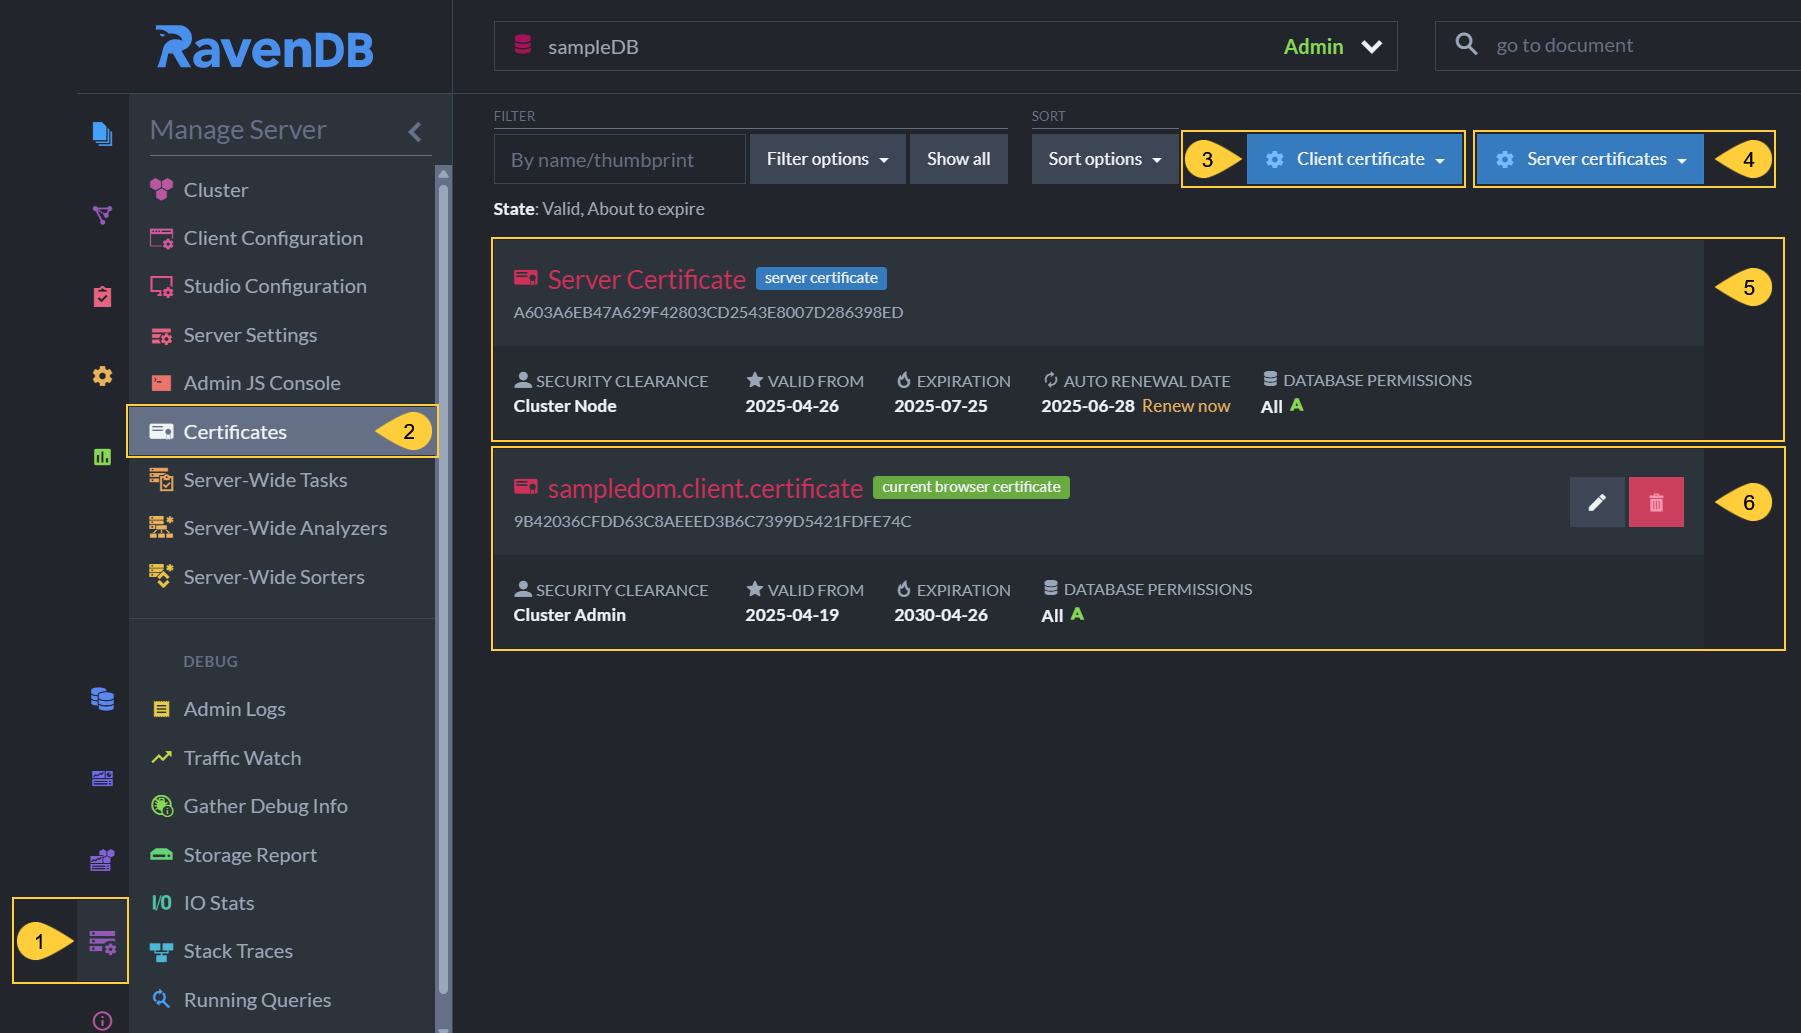 RavenDB
sampleDB
Admin
go to document
Manage Server
Cluster
Client Configuration
Studio Configuration
Server Settings
Admin JS Console
Certificates
2
Server-Wide Tasks
Server-Wide Analyzers
Server-Wide Sorters
DEBUG
Admin Logs
Traffic Watch
Gather Debug Info
Storage Report
I/O IO Stats
1
Stack Traces
Running Queries
FILTER
SORT
By name/thumbprint
Filter options
Show all
Sort options
3
Client certificate
Server certificates
4
State: Valid, About to expire
Server Certificate server certificate
5
A603A6EB47A629F42803CD2543E8007D286398ED
SECURITY CLEARANCE
Cluster Node
VALID FROM
2025-04-26
EXPIRATION
2025-07-25
AUTO RENEWAL DATE
2025-06-28 Renew now
DATABASE PERMISSIONS
All A
sampledom.client.certificate current browser certificate
6
9B42036CFDD63C8AEEED3B6C7399D5421FDFE74C
SECURITY CLEARANCE
Cluster Admin
VALID FROM
2025-04-19
EXPIRATION
2030-04-26
DATABASE PERMISSIONS
All A